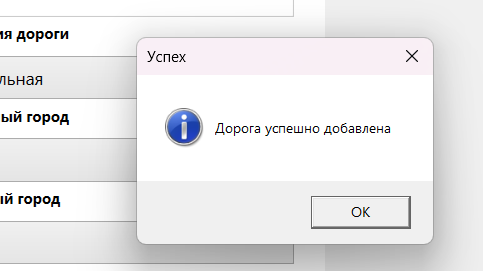 ия дороги
Успех
льная
Дорога успешно добавлена
ый город
ый город
OK